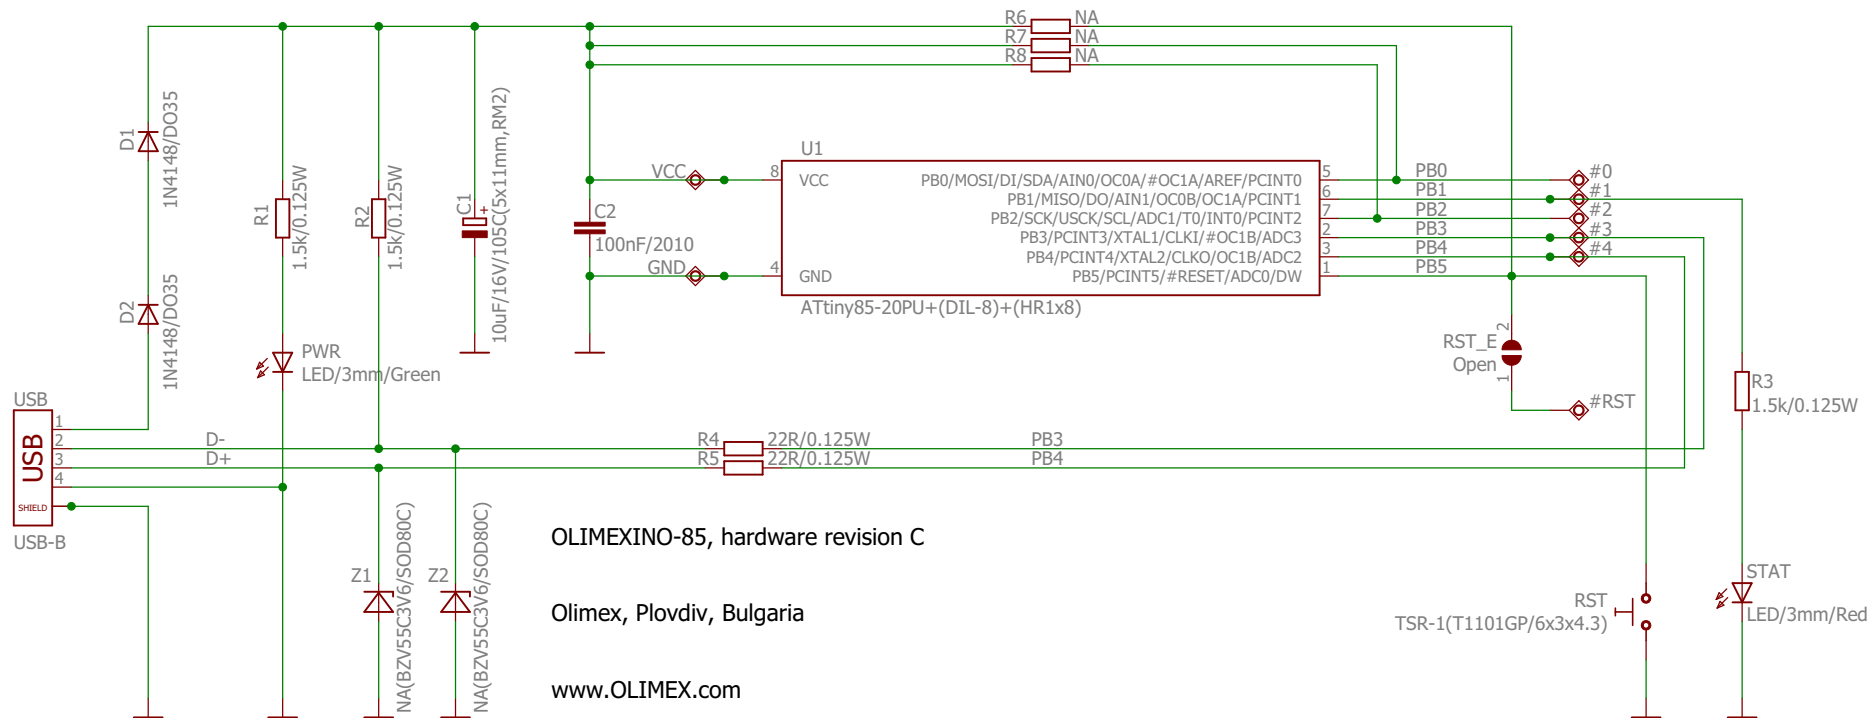 R6 NA
R7 NA
R8 NA
D1
1N4148/DO35
R1
1.5k/0.125W
R2
1.5k/0.125W
C1
+
10uF/16V/105C(5x11mm,RM2)
U1
VCC 8 VCC PB0/MOSI/DI/SDA/AIN0/OC0A/#OC1A/AREF/PCINT0 5 PB0 #0
PB1/MISO/DO/AIN1/OC0B/OC1A/PCINT1 6 PB1 #1
C2 PB2/SCK/USCK/SCL/ADC1/T0/INT0/PCINT2 7 PB2 #2
100nF/2010 PB3/PCINT3/XTAL1/CLKI/#OC1B/ADC3 2 PB3 #3
PB4/PCINT4/XTAL2/CLKO/OC1B/ADC2 3 PB4 #4
GND 4 GND PB5/PCINT5/#RESET/ADC0/DW 1 PB5
ATtiny85-20PU+(DIL-8)+(HR1x8)
D2
1N4148/DO35
PWR
LED/3mm/Green
2
RST_E
Open
1
#RST
R3
1.5k/0.125W
USB
USB
1
2 D- R4 22R/0.125W PB3
3 D+ R5 22R/0.125W PB4
4
SHIELD
USB-B
OLIMEXINO-85, hardware revision C
Z1
NA(BZV55C3V6/SOD80C)
Z2
NA(BZV55C3V6/SOD80C)
Olimex, Plovdiv, Bulgaria
RST
TSR-1(T1101GP/6x3x4.3)
STAT
LED/3mm/Red
www.OLIMEX.com